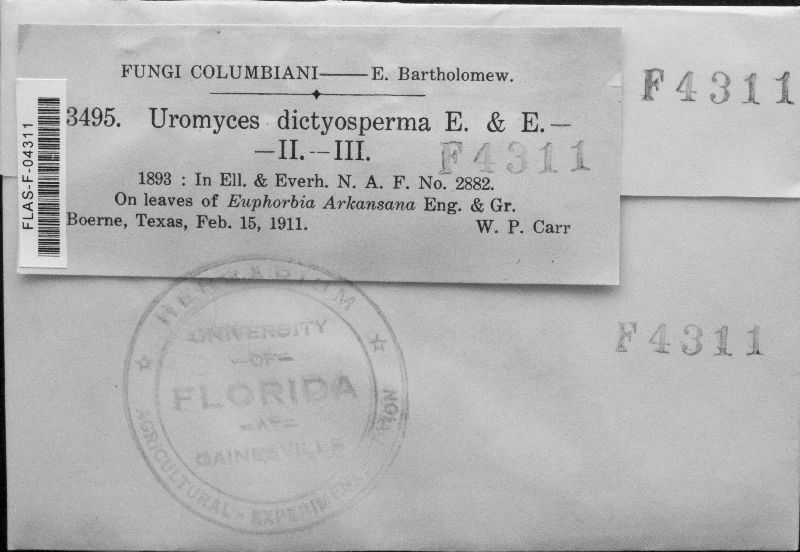 FUNGI COLUMBIANI—E. Bartholomew.
3495. Uromyces dictyosperma E. & E.—
—II.—III.
1893 : In Ell. & Everh. N. A. F. No. 2882.
On leaves of Euphorbia Arkansana Eng. & Gr.
Boerne, Texas, Feb. 15, 1911. W. P. Carr
FLAS-F-04311
F4311
F4311
F4311
HERBARIUM
UNIVERSITY
—OF—
FLORIDA
—AT—
GAINESVILLE
AGRICULTURAL EXPERIMENT